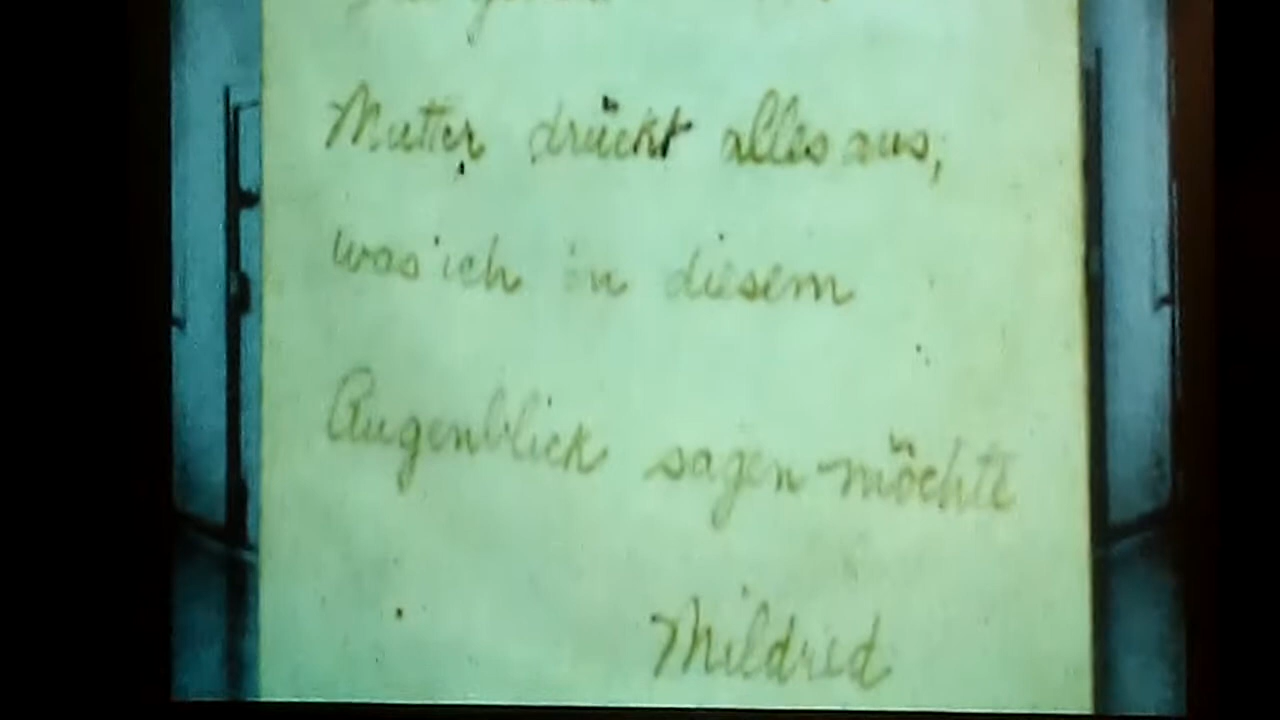 Mutter drückt alles aus,
was ich in diesem
Augenblick sagen möchte
Mildred